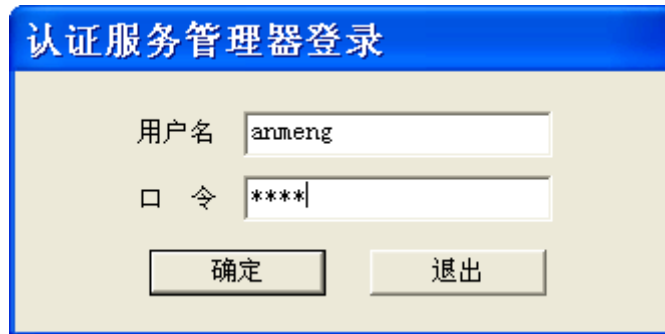 认证服务管理器登录
用户名 anmeng
口 令 ****
确定 退出